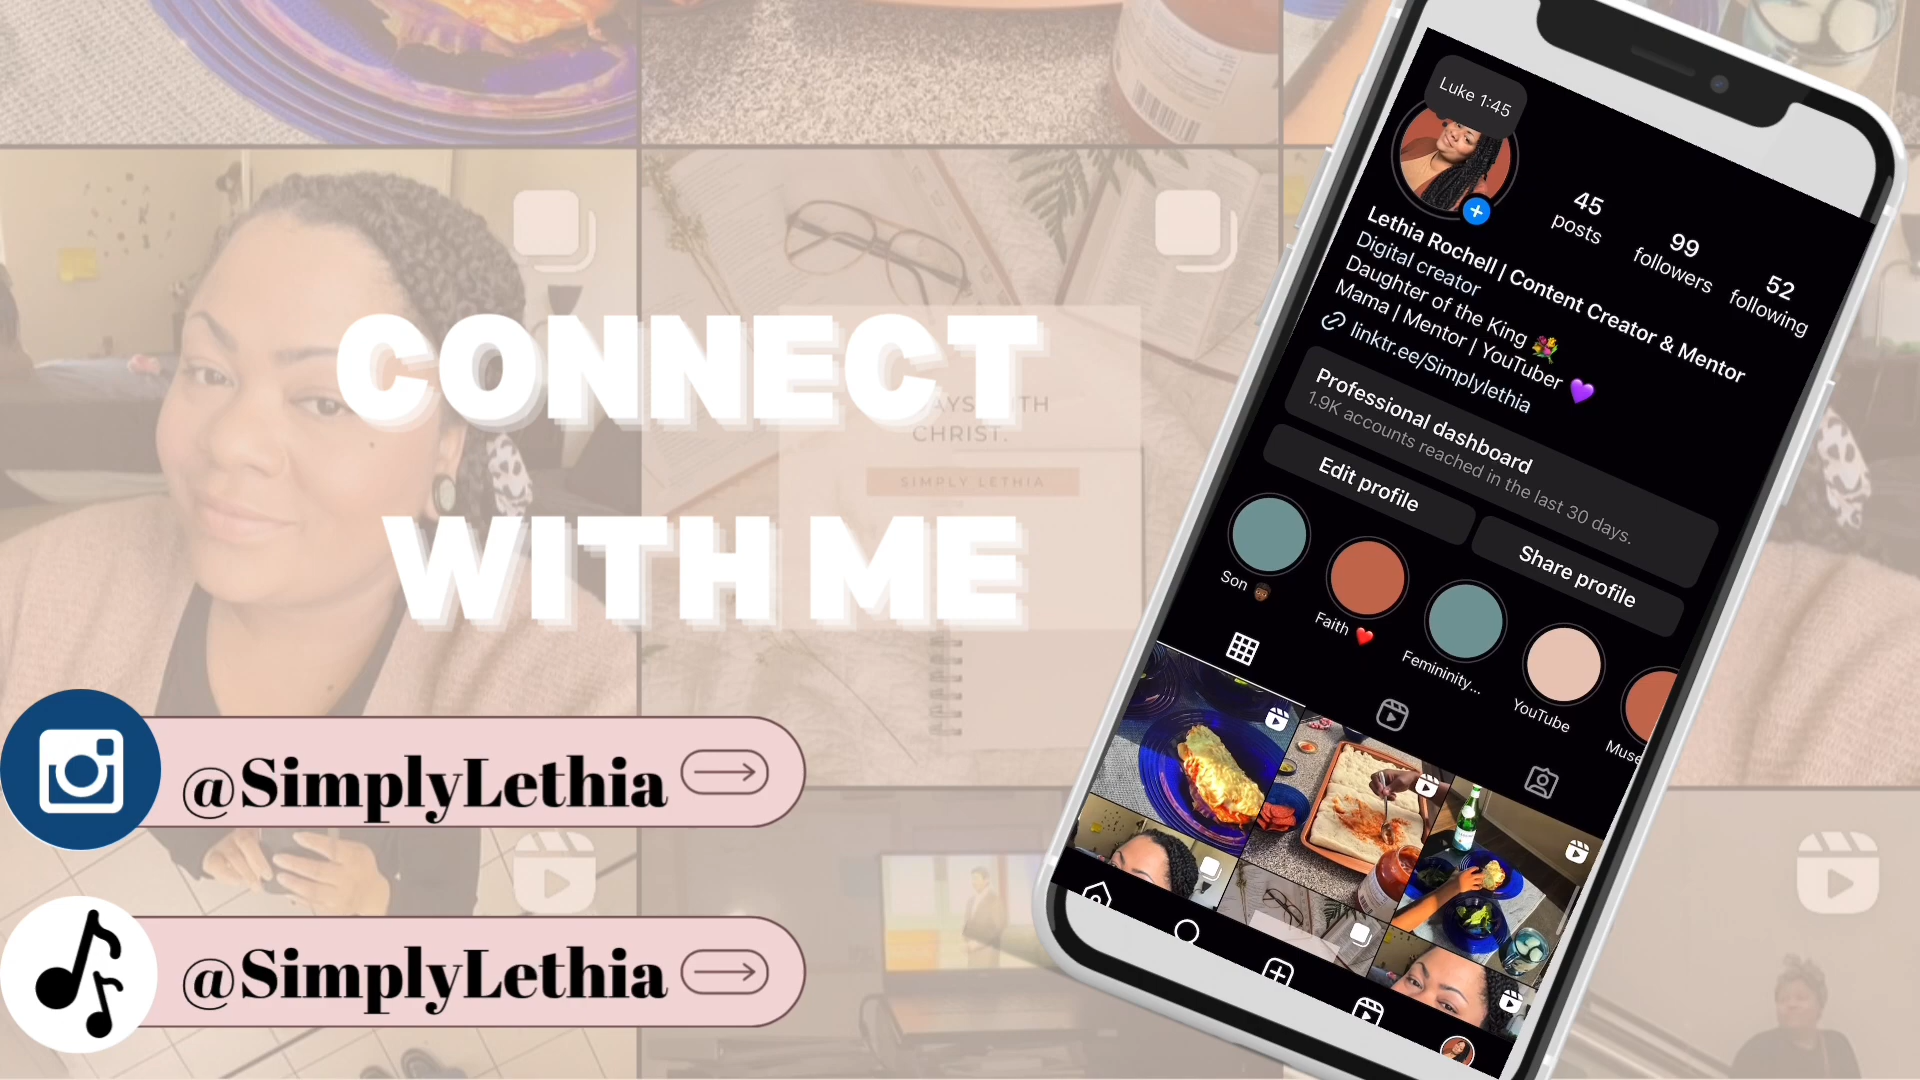 CONNECT
WITH ME
@SimplyLethia
@SimplyLethia
CHRIST.
SIMPLY LETHIA
Luke 1:45
45
posts
99
followers
52
following
Lethia Rochell | Content Creator & Mentor
Digital creator
Daughter of the King 💐
Mama | Mentor | YouTuber 💜
linktr.ee/Simplylethia
Professional dashboard
1.9K accounts reached in the last 30 days.
Edit profile
Share profile
Son 👦🏾
Faith ❤️
Femininity...
YouTube